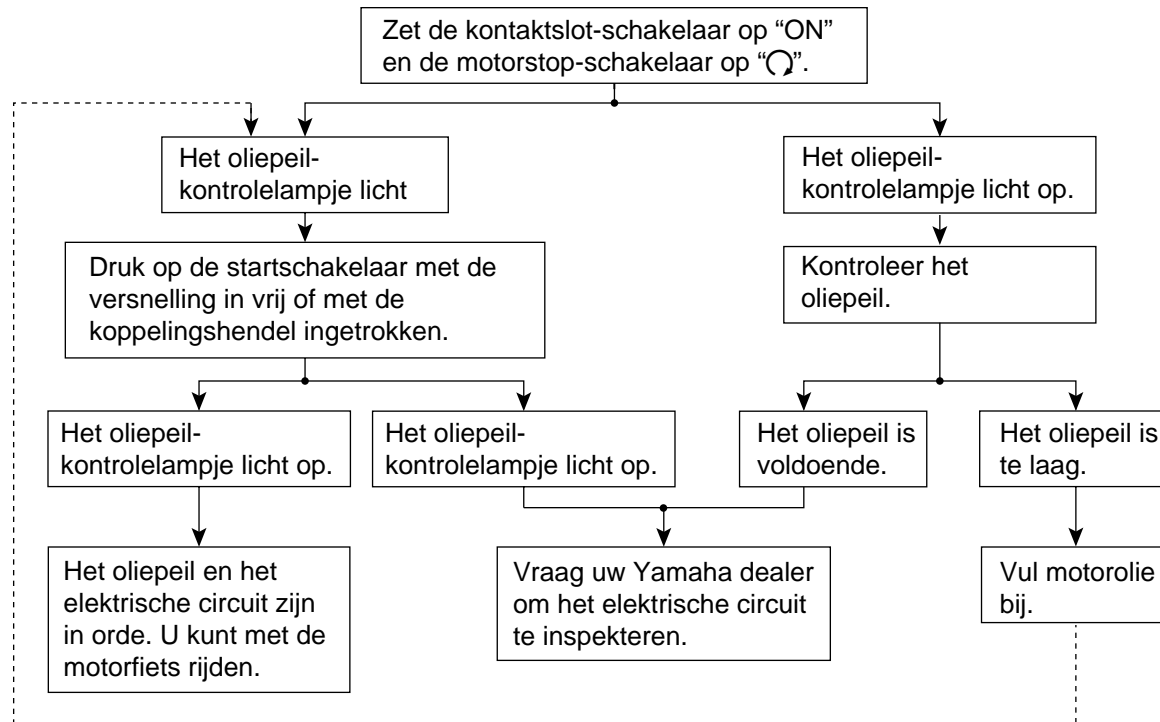 Zet de kontaktslot-schakelaar op “ON”
en de motorstop-schakelaar op “”.
Het oliepeil-
kontrolelampje licht
Het oliepeil-
kontrolelampje licht op.
Druk op de startschakelaar met de
versnelling in vrij of met de
koppelingshendel ingetrokken.
Kontroleer het
oliepeil.
Het oliepeil-
kontrolelampje licht op.
Het oliepeil-
kontrolelampje licht op.
Het oliepeil is
voldoende.
Het oliepeil is
te laag.
Het oliepeil en het
elektrische circuit zijn
in orde. U kunt met de
motorfiets rijden.
Vraag uw Yamaha dealer
om het elektrische circuit
te inspekteren.
Vul motorolie
bij.